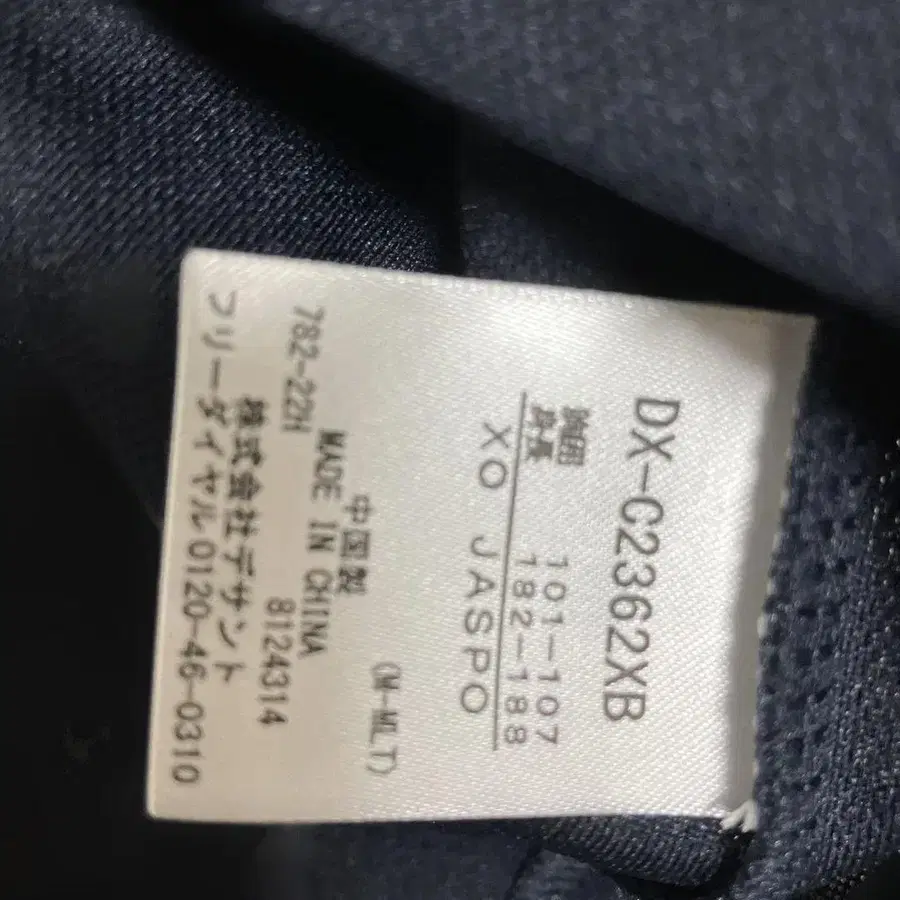 DX-C2362XB
胸囲 101-107
身長 182-188
XO JASPO
(M-MLT)
中国製
MADE IN CHINA
782-22H 8124314
株式会社デサント
フリーダイヤル0120-46-0310